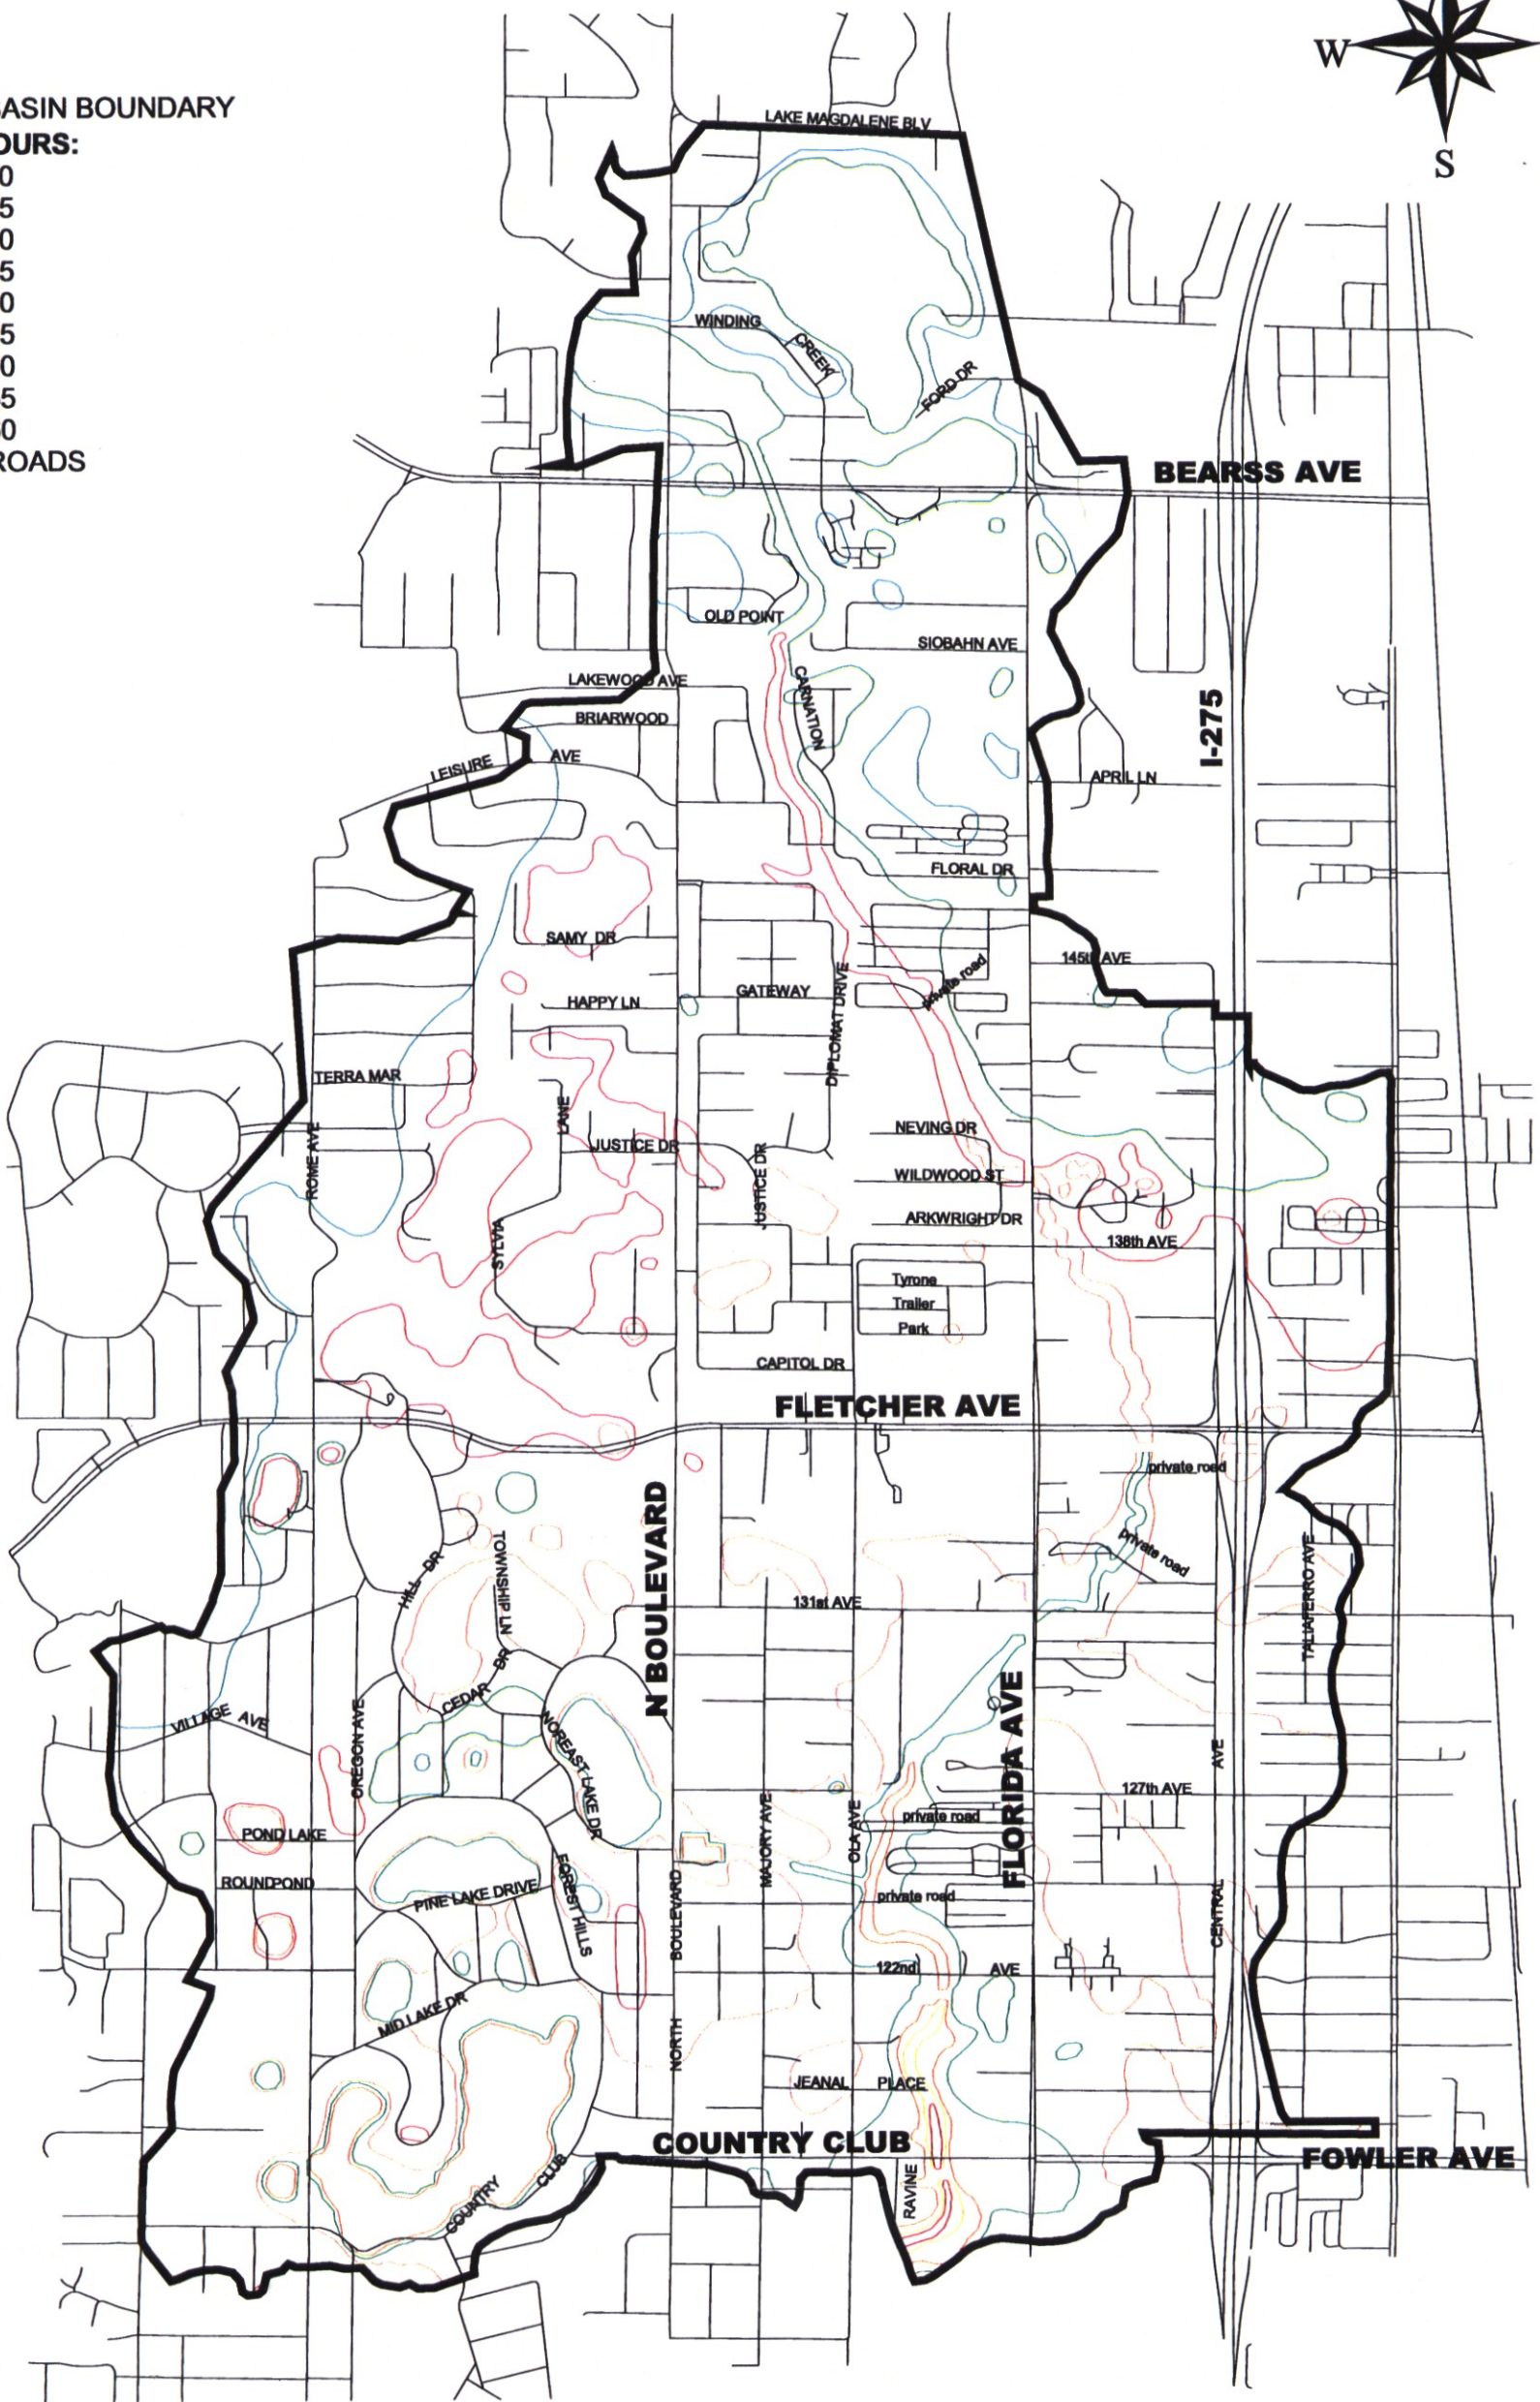 W
S
ASIN BOUNDARY
OURS:
0
5
0
5
0
5
0
5
0
ROADS
LAKE MAGDALENE BLV
WINDING
CREEK
FORD DR
BEARSS AVE
OLD POINT
SIOBAHN AVE
LAKEWOOD AVE
CARNATION
BRIARWOOD
I-275
LEISURE
AVE
APRIL LN
FLORAL DR
SAMY DR
145th AVE
private road
GATEWAY
HAPPY LN
DIPLOMAT DRIVE
TERRA MAR
LANE
NEVING DR
JUSTICE DR
ROME AVE
JUSTICE DR
WILDWOOD ST
SYLVIA
ARKWRIGHT DR
138th AVE
Tyrone
Trailer
Park
CAPITOL DR
FLETCHER AVE
private road
N BOULEVARD
private road
HILL DR
TOWNSHIP LN
TALIAFERRO AVE
131st AVE
CEDAR
DR
VILLAGE AVE
OREGON AVE
NOREAST LAKE DR
FLORIDA AVE
AVE
127th AVE
MAJORY AVE
OLA AVE
private road
POND LAKE
ROUNDPOND
FOREST HILLS
PINE LAKE DRIVE
private road
BOULEVARD
CENTRAL
122nd
AVE
MID LAKE DR
NORTH
JEANAL PLACE
COUNTRY CLUB
FOWLER AVE
RAVINE
COUNTRY
CLUB